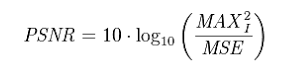 PSNR = 10 · log₁₀ (MAX_I² / MSE)